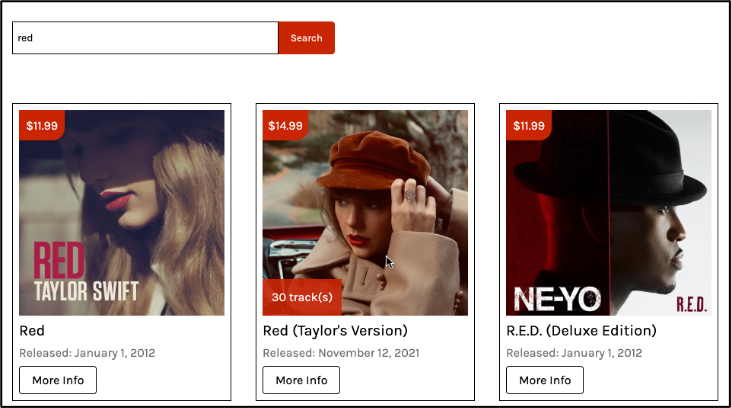 red
Search
$11.99
RED
TAYLOR SWIFT
Red
Released: January 1, 2012
More Info
$14.99
30 track(s)
Red (Taylor's Version)
Released: November 12, 2021
More Info
$11.99
NE-YO
R.E.D.
R.E.D. (Deluxe Edition)
Released: January 1, 2012
More Info